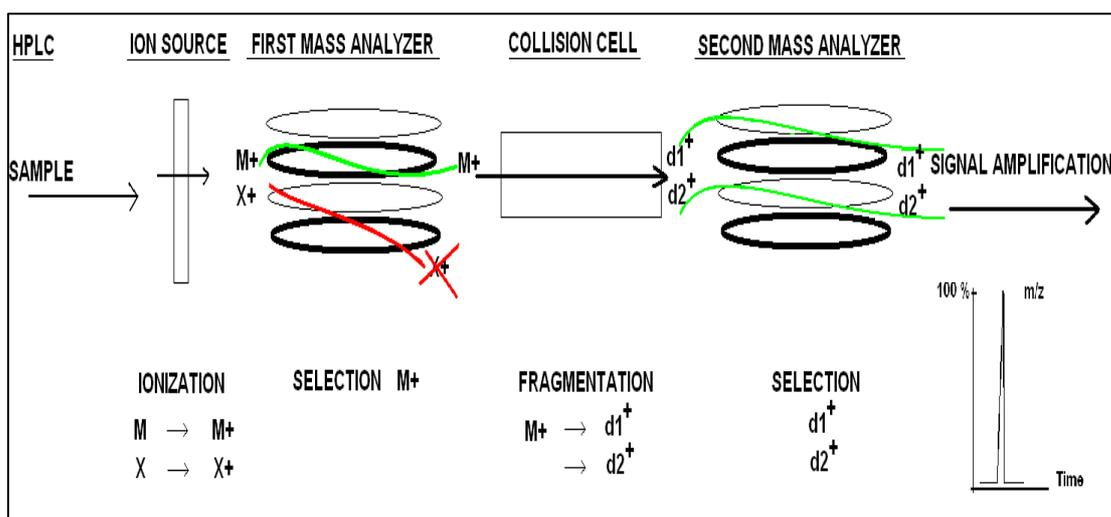 HPLC
ION SOURCE
FIRST MASS ANALYZER
COLLISION CELL
SECOND MASS ANALYZER
SAMPLE
M+
X+
M+
X+
d1+
d2+
d1+
d2+
SIGNAL AMPLIFICATION
100 %
m/z
Time
IONIZATION
M → M+
X → X+
SELECTION M+
FRAGMENTATION
M+ → d1+
→ d2+
SELECTION
d1+
d2+